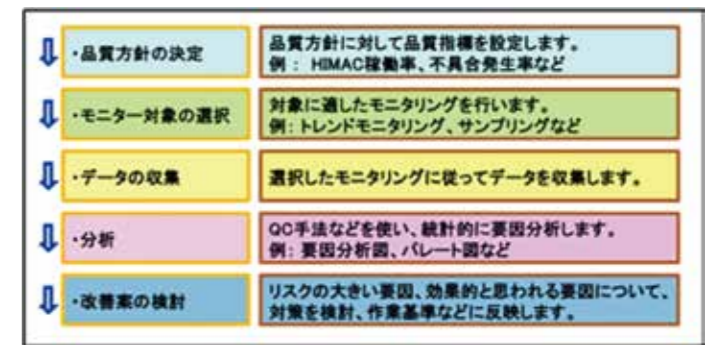 ・品質方針の決定
品質方針に対して品質指標を設定します。
例： HIMAC稼働率、不具合発生率など
・モニター対象の選択
対象に適したモニタリングを行います。
例：トレンドモニタリング、サンプリングなど
・データの収集
選択したモニタリングに従ってデータを収集します。
・分析
QC手法などを使い、統計的に要因分析します。
例：要因分析図、パレート図など
・改善案の検討
リスクの大きい要因、効果的と思われる要因について、
対策を検討、作業基準などに反映します。